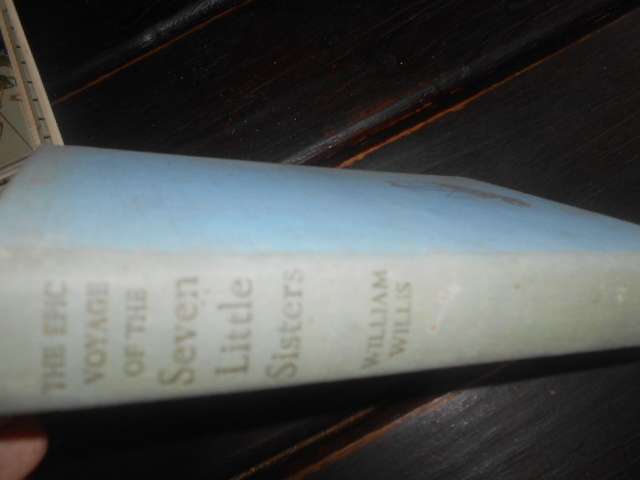 THE EPIC
VOYAGE
OF THE
Seven
Little
Sisters
WILLIAM
WILLIS